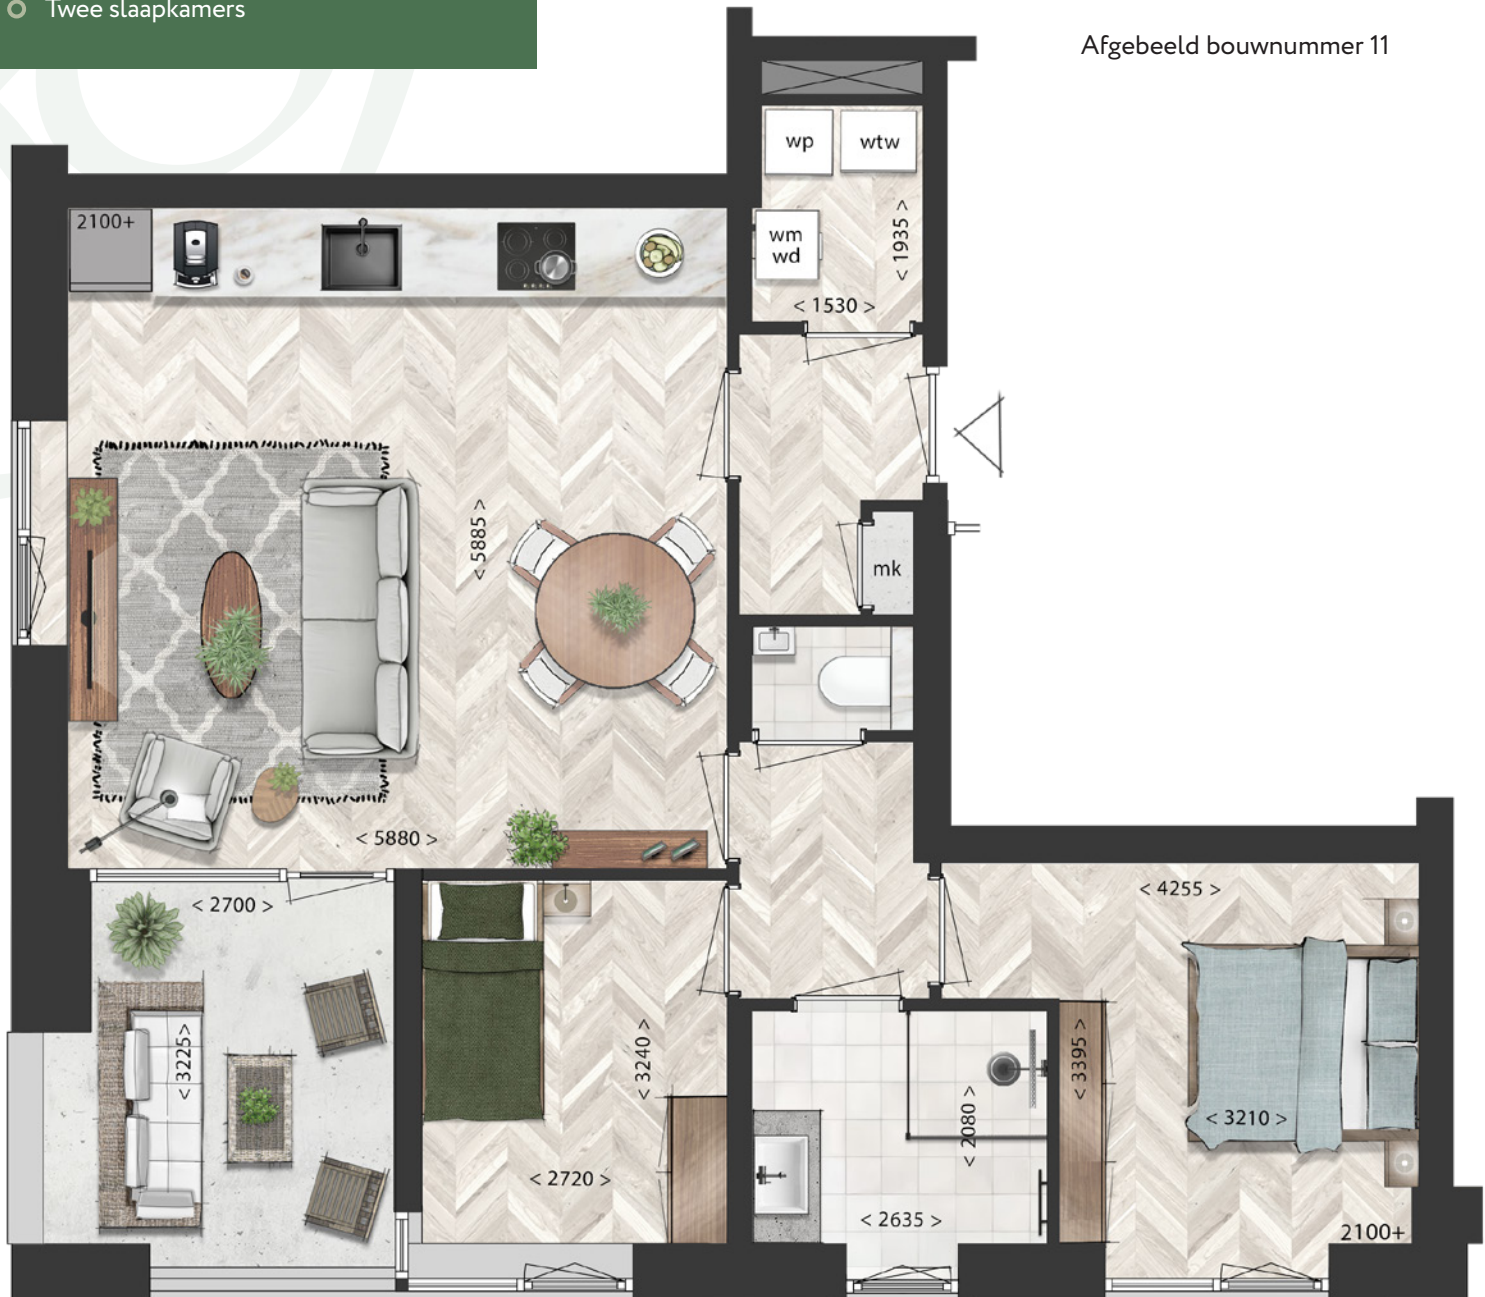 Twee slaapkamers
Afgebeeld bouwnummer 11
wp
wtw
2100+
< 1935 >
wm
wd
< 1530 >
< 5885 >
mk
< 5880 >
< 2700 >
< 4255 >
< 3225>
< 3240 >
< 2080 >
< 3395 >
< 3210 >
< 2720 >
< 2635 >
2100+